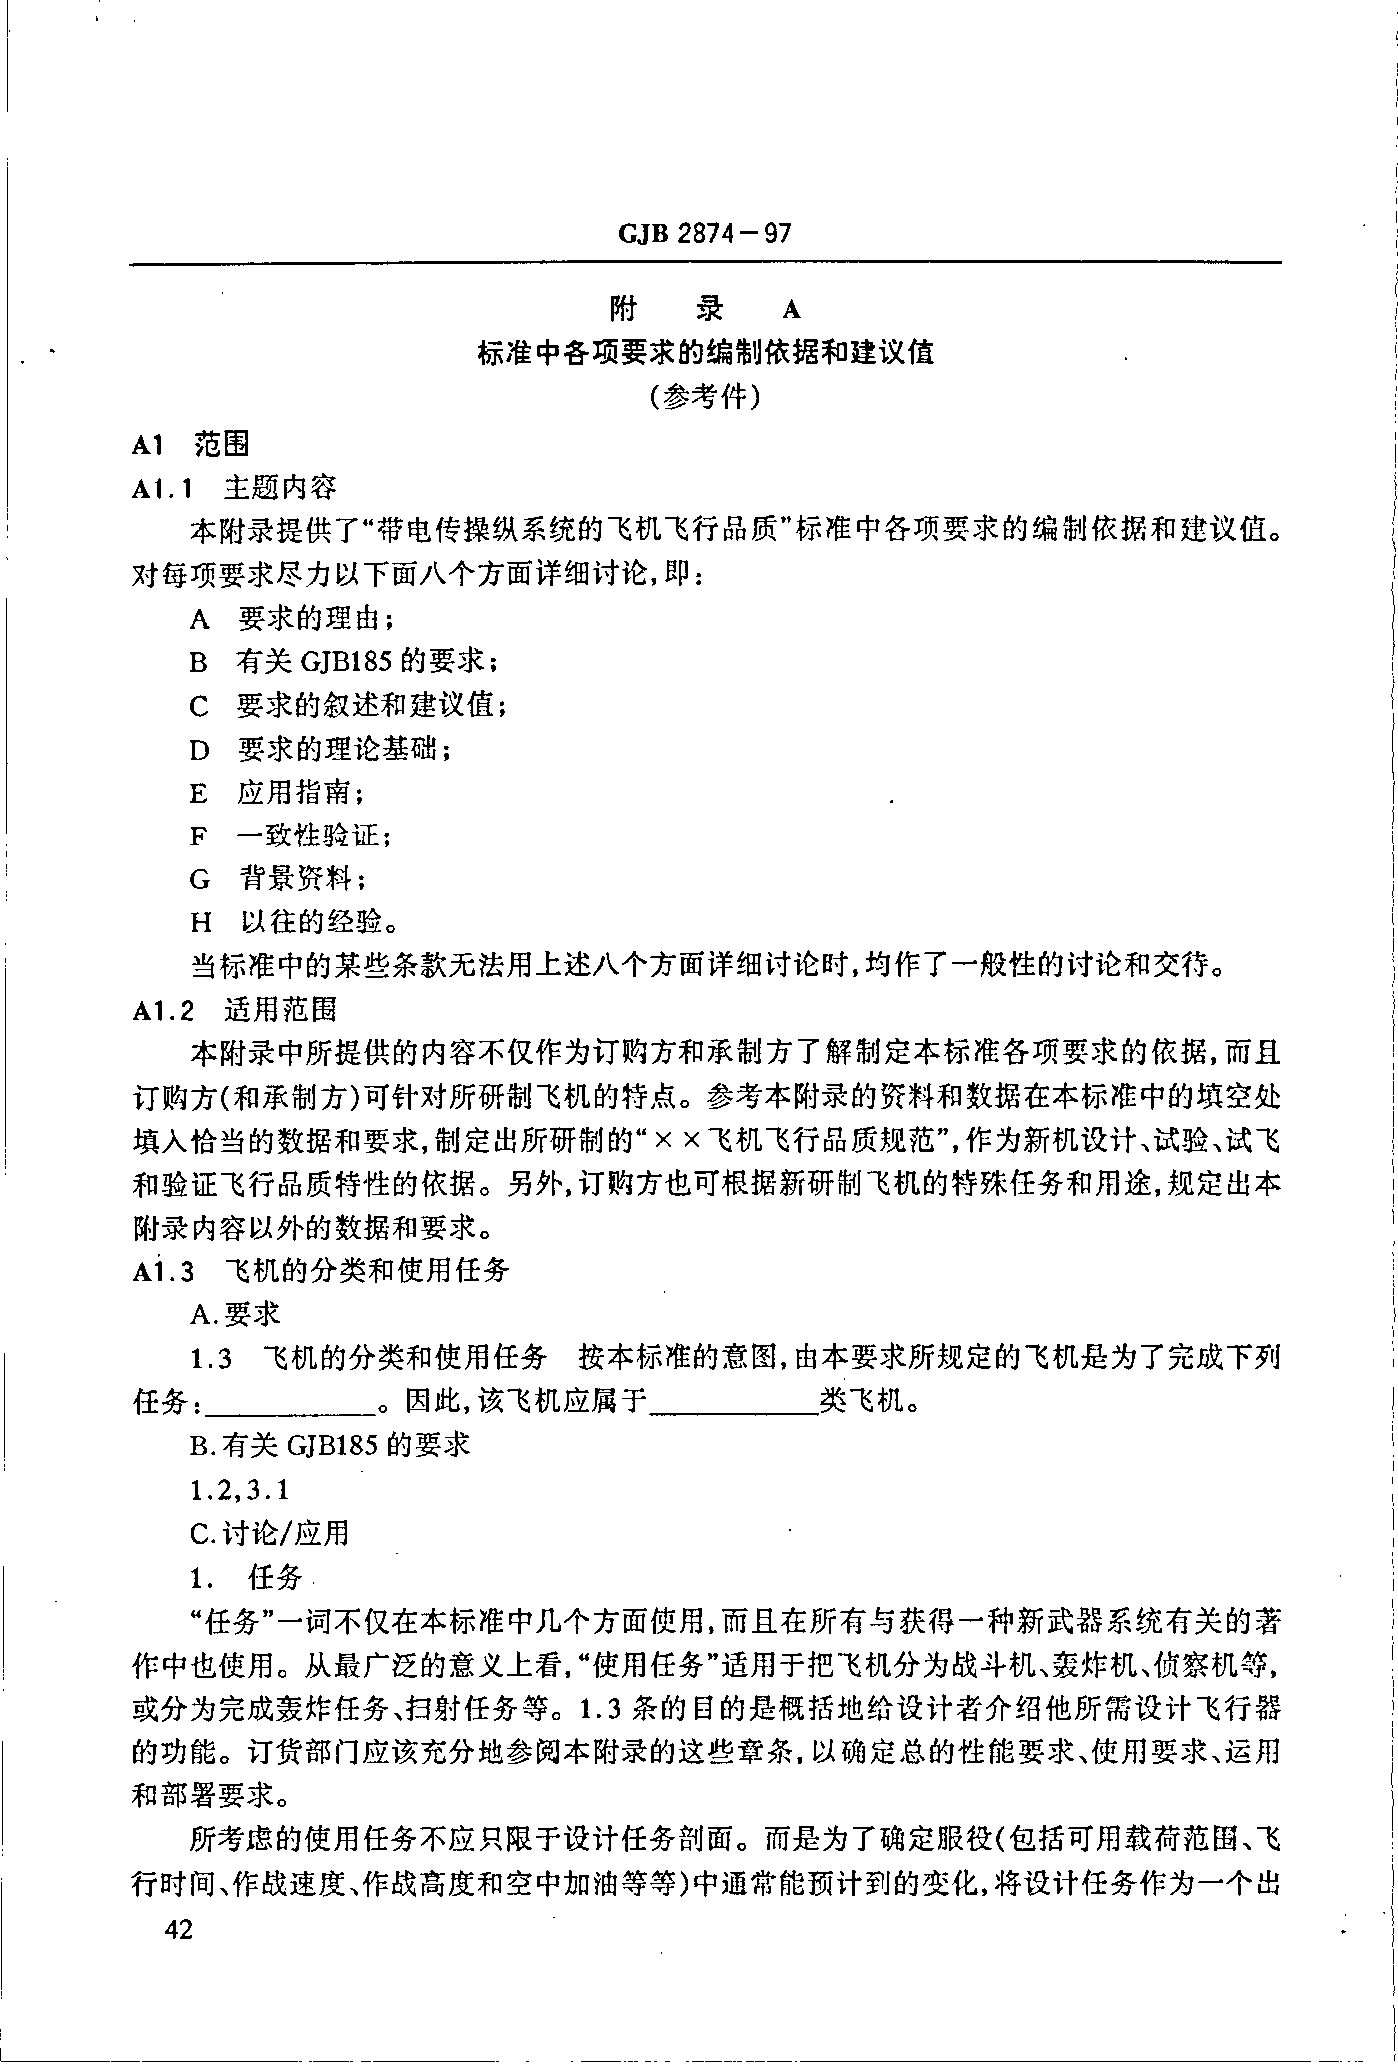 GJB 2874-97
附 录 A
标准中各项要求的编制依据和建议值
(参考件)
A1 范围
A1.1 主题内容
本附录提供了“带电传操纵系统的飞机飞行品质”标准中各项要求的编制依据和建议值。
对每项要求尽力以下面八个方面详细讨论,即:
A 要求的理由;
B 有关 GJB185 的要求;
C 要求的叙述和建议值;
D 要求的理论基础;
E 应用指南;
F 一致性验证;
G 背景资料;
H 以往的经验。
当标准中的某些条款无法用上述八个方面详细讨论时,均作了一般性的讨论和交待。
A1.2 适用范围
本附录中所提供的内容不仅作为订购方和承制方了解制定本标准各项要求的依据,而且
订购方(和承制方)可针对所研制飞机的特点。参考本附录的资料和数据在本标准中的填空处
填入恰当的数据和要求,制定出所研制的“××飞机飞行品质规范”,作为新机设计、试验、试飞
和验证飞行品质特性的依据。另外,订购方也可根据新研制飞机的特殊任务和用途,规定出本
附录内容以外的数据和要求。
A1.3 飞机的分类和使用任务
A.要求
1.3 飞机的分类和使用任务 按本标准的意图,由本要求所规定的飞机是为了完成下列
任务:__________。因此,该飞机应属于__________类飞机。
B.有关 GJB185 的要求
1.2,3.1
C.讨论/应用
1. 任务
“任务”一词不仅在本标准中几个方面使用,而且在所有与获得一种新武器系统有关的著
作中也使用。从最广泛的意义上看,“使用任务”适用于把飞机分为战斗机、轰炸机、侦察机等,
或分为完成轰炸任务、扫射任务等。1.3 条的目的是概括地给设计者介绍他所需设计飞行器
的功能。订货部门应该充分地参阅本附录的这些章条,以确定总的性能要求、使用要求、运用
和部署要求。
所考虑的使用任务不应只限于设计任务剖面。而是为了确定服役(包括可用载荷范围、飞
行时间、作战速度、作战高度和空中加油等等)中通常能预计到的变化,将设计任务作为一个出
42